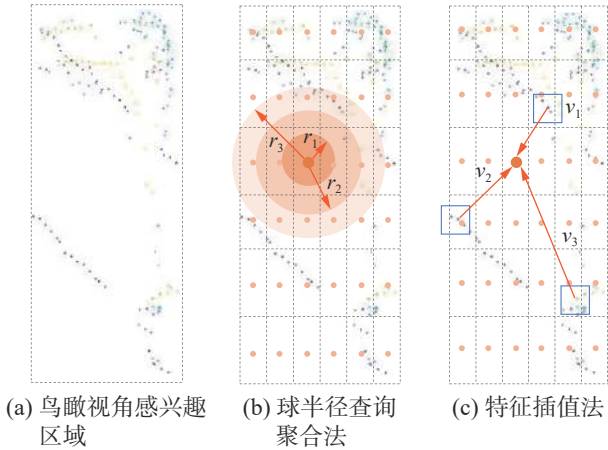 r₃
r₁
r₂
v₁
v₂
v₃
(a) 鸟瞰视角感兴趣
区域
(b) 球半径查询
聚合法
(c) 特征插值法